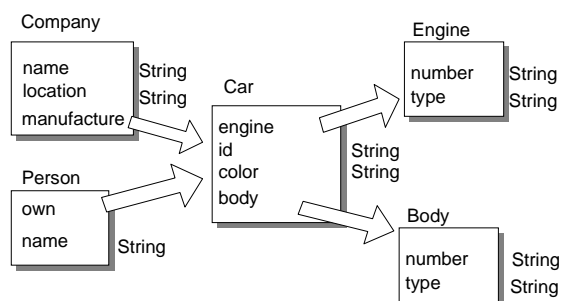 Company
name String
location String
manufacture
Person
own
name String
Car
engine
id String
color String
body
Engine
number String
type String
Body
number String
type String